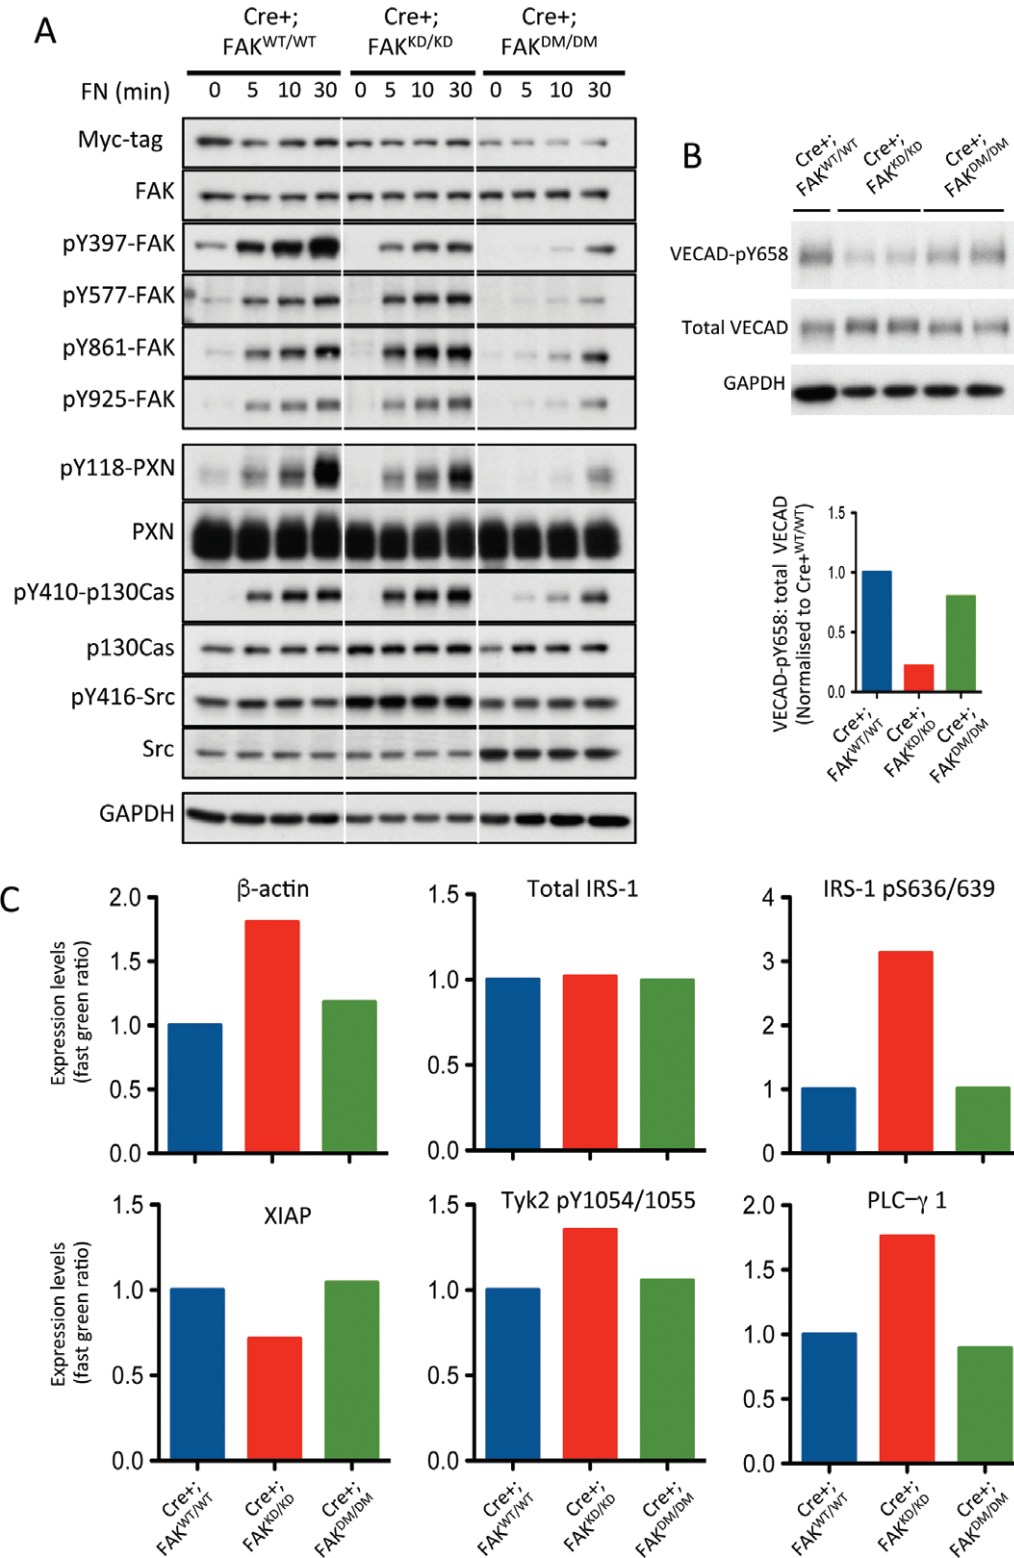 A
Cre+;
FAKWT/WT
Cre+;
FAKKD/KD
Cre+;
FAKDM/DM
FN (min) 0 5 10 30 0 5 10 30 0 5 10 30
Myc-tag
FAK
pY397-FAK
pY577-FAK
pY861-FAK
pY925-FAK
pY118-PXN
PXN
pY410-p130Cas
p130Cas
pY416-Src
Src
GAPDH
B
Cre+;
FAKWT/WT
Cre+;
FAKKD/KD
Cre+;
FAKDM/DM
VECAD-pY658
Total VECAD
GAPDH
VECAD-pY658: total VECAD
(Normalised to Cre+WT/WT)
1.5
1.0
0.5
0.0
Cre+;
FAKWT/WT
Cre+;
FAKKD/KD
Cre+;
FAKDM/DM
C
β-actin
Expression levels
(fast green ratio)
2.0
1.5
1.0
0.5
0.0
Total IRS-1
1.5
1.0
0.5
0.0
IRS-1 pS636/639
4
3
2
1
0
XIAP
Expression levels
(fast green ratio)
1.5
1.0
0.5
0.0
Cre+;
FAKWT/WT
Cre+;
FAKKD/KD
Cre+;
FAKDM/DM
Tyk2 pY1054/1055
1.5
1.0
0.5
0.0
Cre+;
FAKWT/WT
Cre+;
FAKKD/KD
Cre+;
FAKDM/DM
PLC–γ 1
2.0
1.5
1.0
0.5
0.0
Cre+;
FAKWT/WT
Cre+;
FAKKD/KD
Cre+;
FAKDM/DM